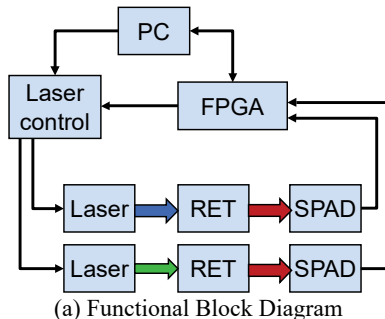 PC
Laser
control
FPGA
Laser RET SPAD
Laser RET SPAD
(a) Functional Block Diagram